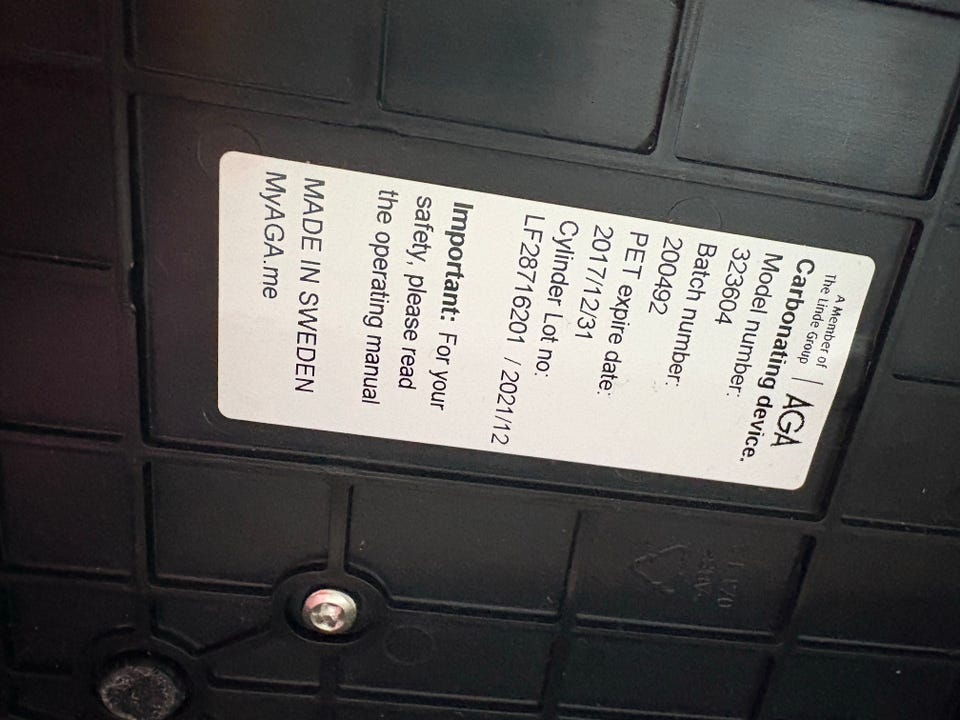 A Member of
The Linde Group | AGA
Carbonating device.
Model number:
323604
Batch number:
200492
PET expire date:
2017/12/31
Cylinder Lot no:
LF28716201 / 2021/12
Important: For your
safety, please read
the operating manual
MADE IN SWEDEN
MyAGA.me